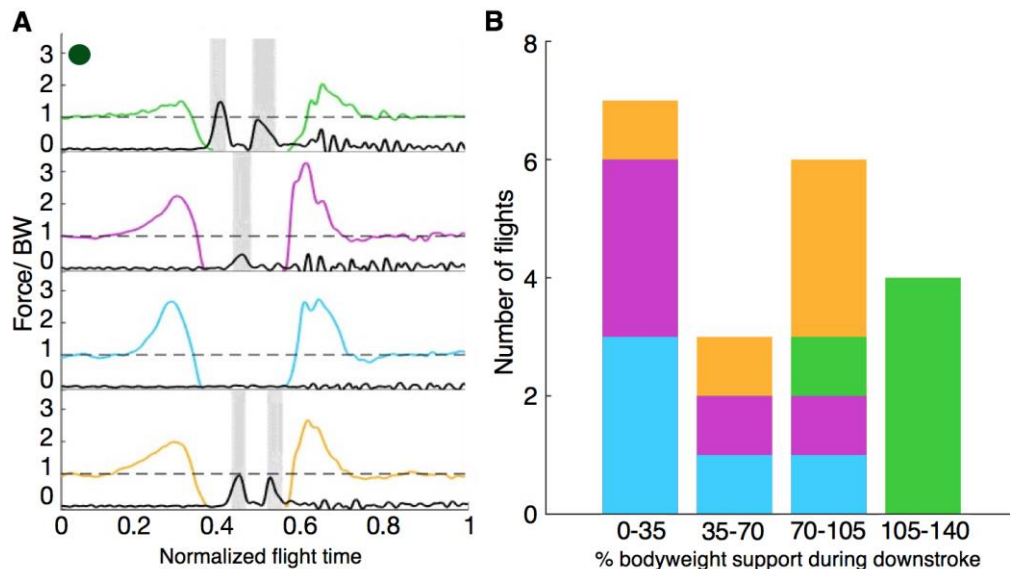 A
3
2
1
0
3
2
1
0
3
2
1
0
3
2
1
0
Force/ BW
0 0.2 0.4 0.6 0.8 1
Normalized flight time
B
8
6
4
2
0
Number of flights
0-35 35-70 70-105 105-140
% bodyweight support during downstroke